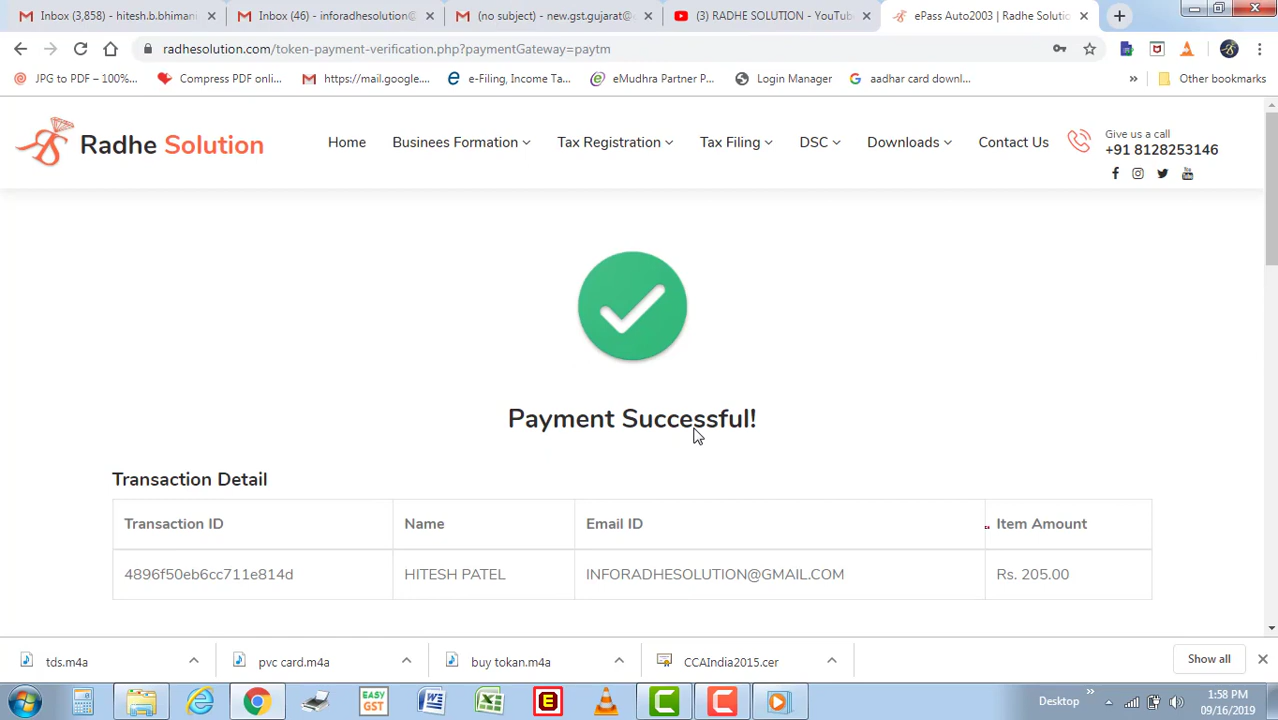 Inbox (3,858) - hitesh.b.bhiman
Inbox (46) - inforadhesolution@
(no subject) - new.gst.gujarat@
(3) RADHE SOLUTION - YouTube
ePass Auto2003 | Radhe Solutio
radhesolution.com/token-payment-verification.php?paymentGateway=paytm
JPG to PDF – 100%...
Compress PDF onli...
https://mail.google....
e-Filing, Income Ta...
eMudhra Partner P...
Login Manager
aadhar card downl...
»
Other bookmarks
Radhe Solution
Home
Businees Formation
Tax Registration
Tax Filing
DSC
Downloads
Contact Us
Give us a call
+91 8128253146
Payment Successful!
Transaction Detail
Transaction ID Name Email ID Item Amount
4896f50eb6cc711e814d HITESH PATEL INFORADHESOLUTION@GMAIL.COM Rs. 205.00
tds.m4a
pvc card.m4a
buy tokan.m4a
CCAIndia2015.cer
Show all
EASY
GST
Desktop
»
1:58 PM
09/16/2019